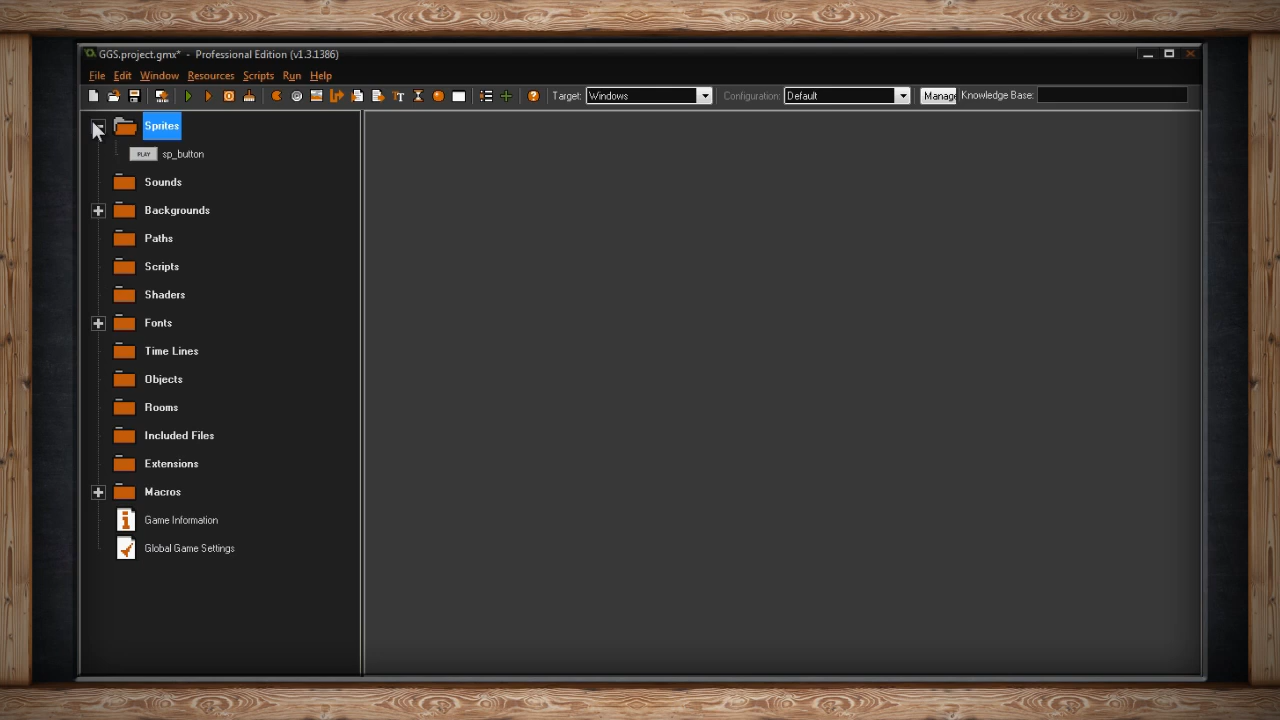 GGS.project.gmx* - Professional Edition (v1.3.1386)
File Edit Window Resources Scripts Run Help
Target: Windows Configuration: Default Manage Knowledge Base:
Sprites
PLAY sp_button
Sounds
Backgrounds
Paths
Scripts
Shaders
Fonts
Time Lines
Objects
Rooms
Included Files
Extensions
Macros
Game Information
Global Game Settings